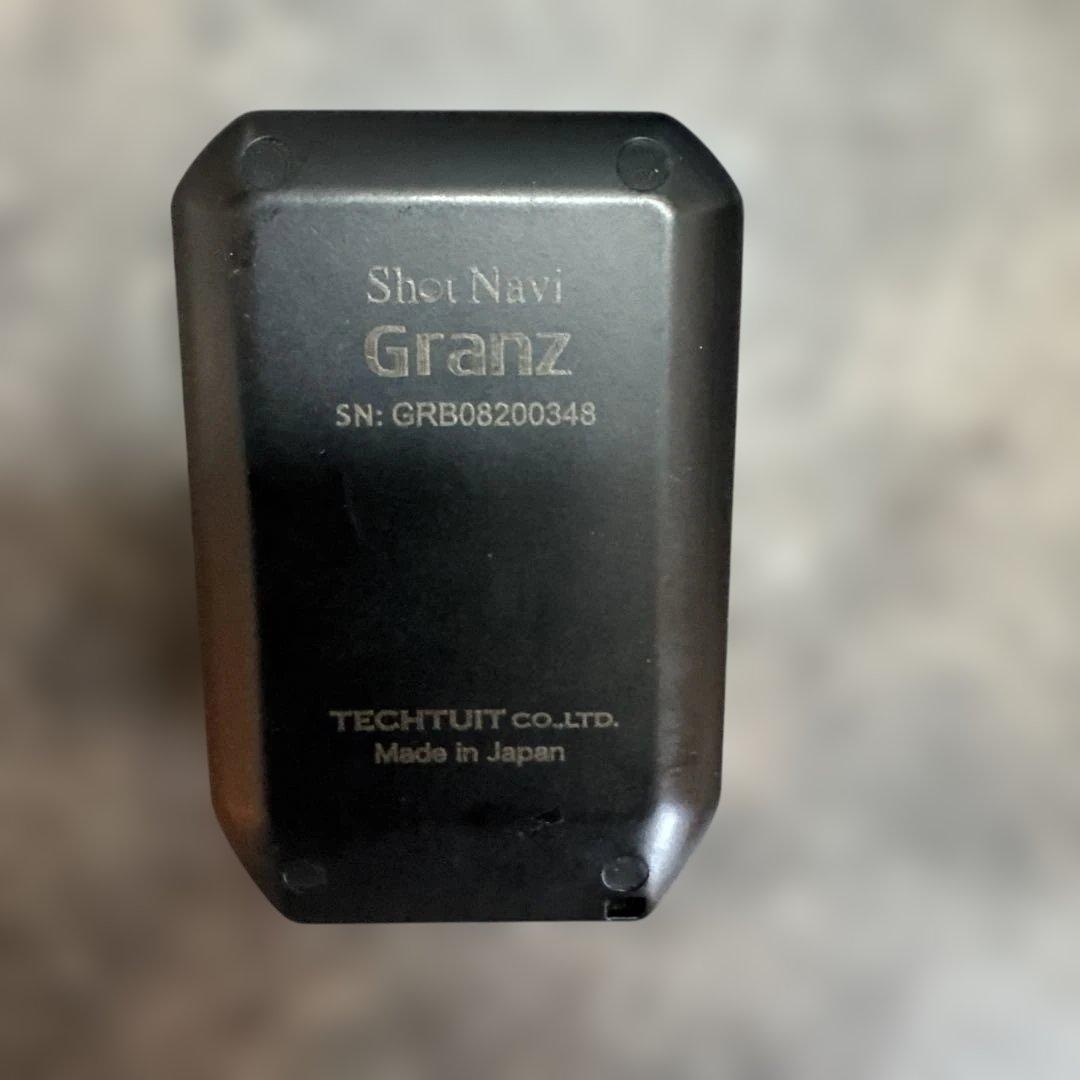 Shot Navi
Granz
SN: GRB08200348
TECHTUIT CO.,LTD.
Made in Japan